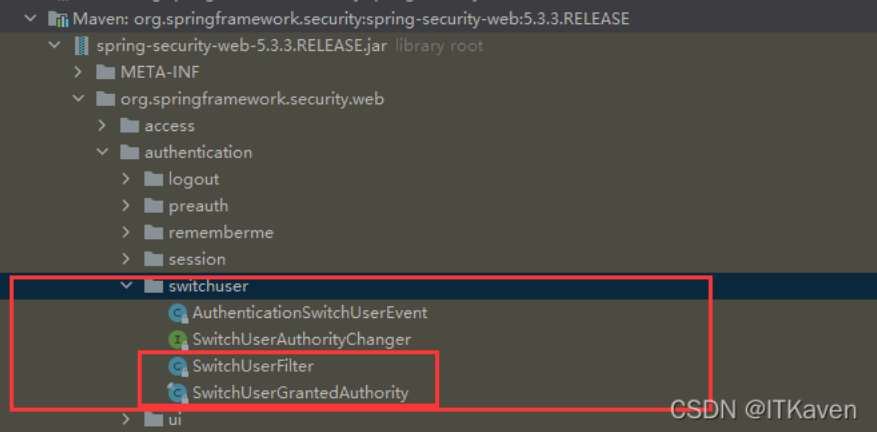 Maven: org.springframework.security:spring-security-web:5.3.3.RELEASE
spring-security-web-5.3.3.RELEASE.jar library root
META-INF
org.springframework.security.web
access
authentication
logout
preauth
rememberme
session
switchuser
C AuthenticationSwitchUserEvent
I SwitchUserAuthorityChanger
C SwitchUserFilter
C SwitchUserGrantedAuthority
ui
CSDN @ITKaven